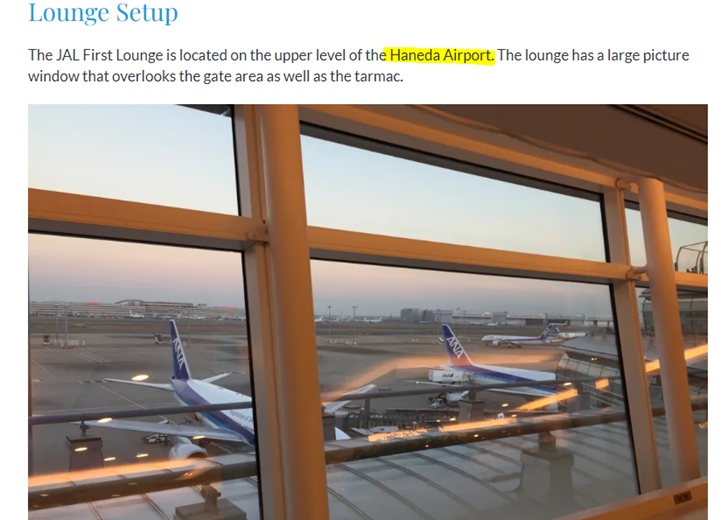 Lounge Setup
The JAL First Lounge is located on the upper level of the Haneda Airport. The lounge has a large picture
window that overlooks the gate area as well as the tarmac.
ANA
ANA